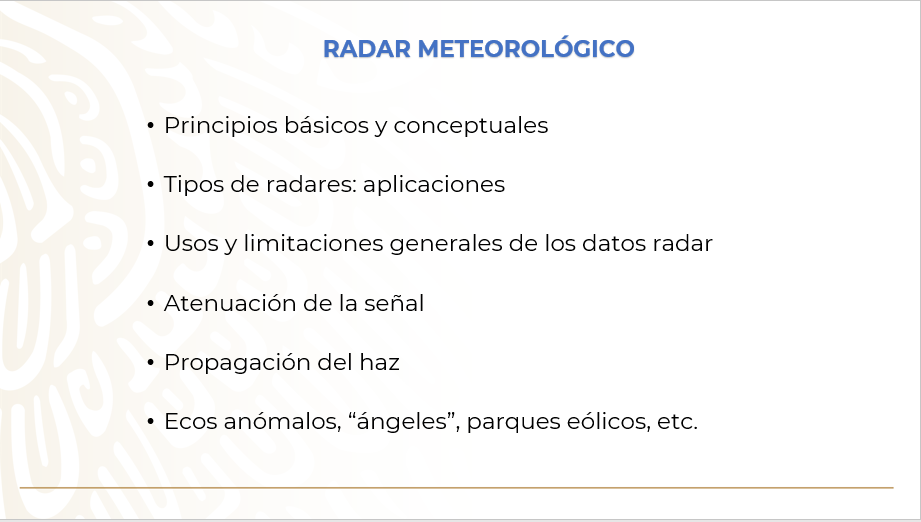 RADAR METEOROLÓGICO
• Principios básicos y conceptuales
• Tipos de radares: aplicaciones
• Usos y limitaciones generales de los datos radar
• Atenuación de la señal
• Propagación del haz
• Ecos anómalos, “ángeles”, parques eólicos, etc.